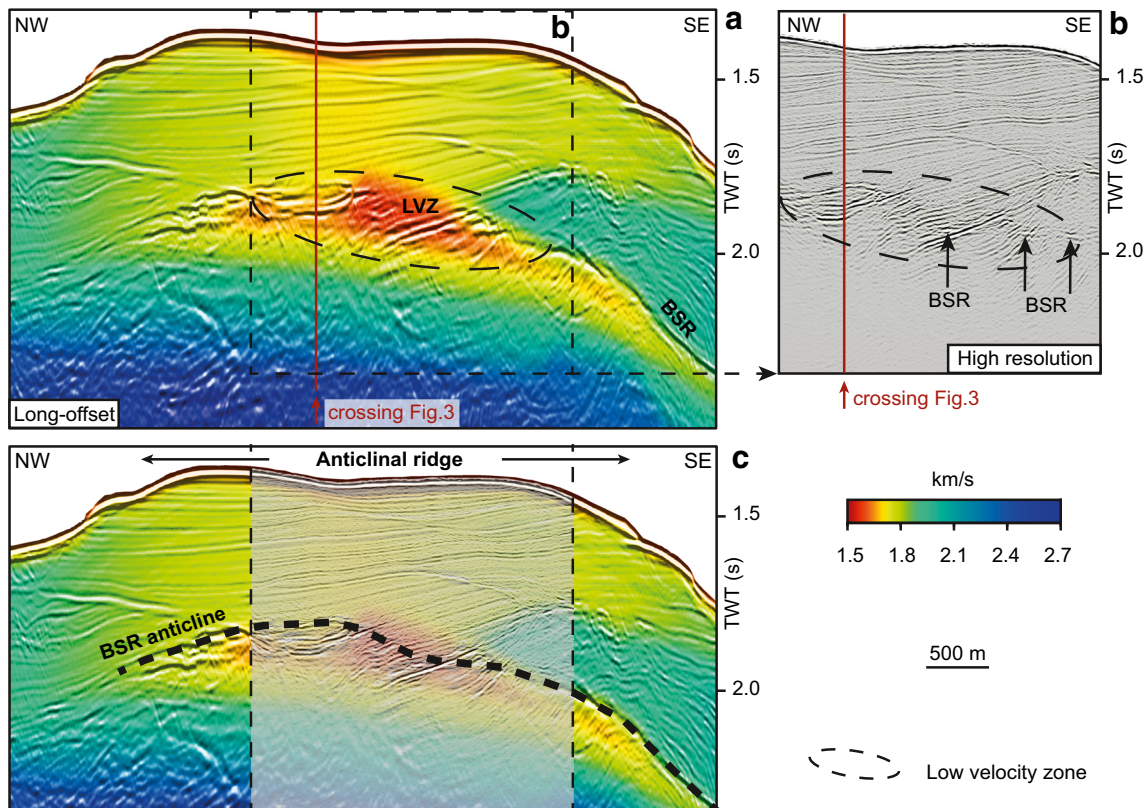 NW
b
SE
a
1.5
TWT (s)
2.0
LVZ
BSR
Long-offset
crossing Fig.3
NW
SE
b
1.5
TWT (s)
2.0
BSR
BSR
High resolution
crossing Fig.3
NW
Anticlinal ridge
SE
c
1.5
TWT (s)
2.0
BSR anticline
km/s
1.5 1.8 2.1 2.4 2.7
500 m
Low velocity zone